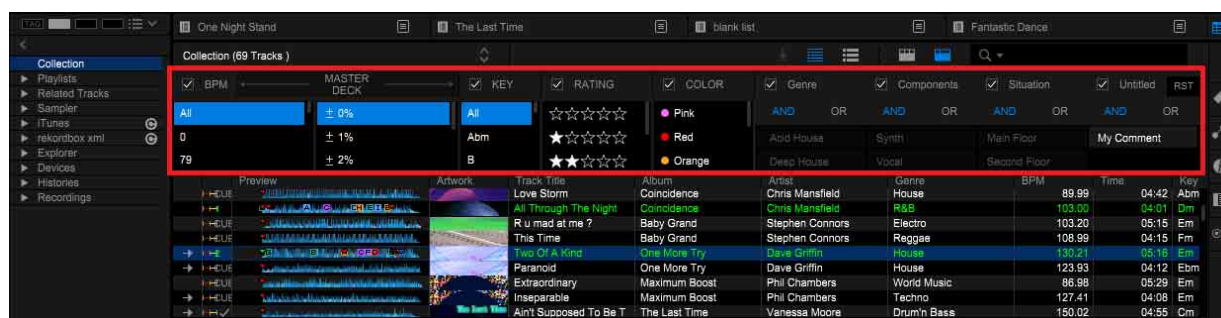 TAG
One Night Stand The Last Time blank list Fantastic Dance
Collection
Playlists
Related Tracks
Sampler
iTunes
rekordbox xml
Explorer
Devices
Histories
Recordings
Collection (69 Tracks )
BPM MASTER DECK KEY RATING COLOR Genre Components Situation Untitled RST
All ± 0% All Pink AND OR AND OR AND OR AND OR
0 ± 1% Abm Red Acid House Synth Main Floor My Comment
79 ± 2% B Orange Deep House Vocal Second Floor
Preview Artwork Track Title Album Artist Genre BPM Time Key
CUE Love Storm Coincidence Chris Mansfield House 89.99 04:42 Abm
All Through The Night Coincidence Chris Mansfield R&B 103.00 04:01 Dm
CUE R u mad at me ? Baby Grand Stephen Connors Electro 103.20 05:15 Em
CUE This Time Baby Grand Stephen Connors Reggae 108.99 04:15 Fm
Two Of A Kind One More Try Dave Griffin House 130.21 05:16 Em
CUE Paranoid One More Try Dave Griffin House 123.93 04:12 Ebm
CUE Extraordinary Maximum Boost Phil Chambers World Music 86.98 05:29 Em
CUE Inseparable Maximum Boost Phil Chambers Techno 127.41 04:08 Em
The Last Time Ain't Supposed To Be T The Last Time Vanessa Moore Drum'n Bass 150.02 04:55 Cm